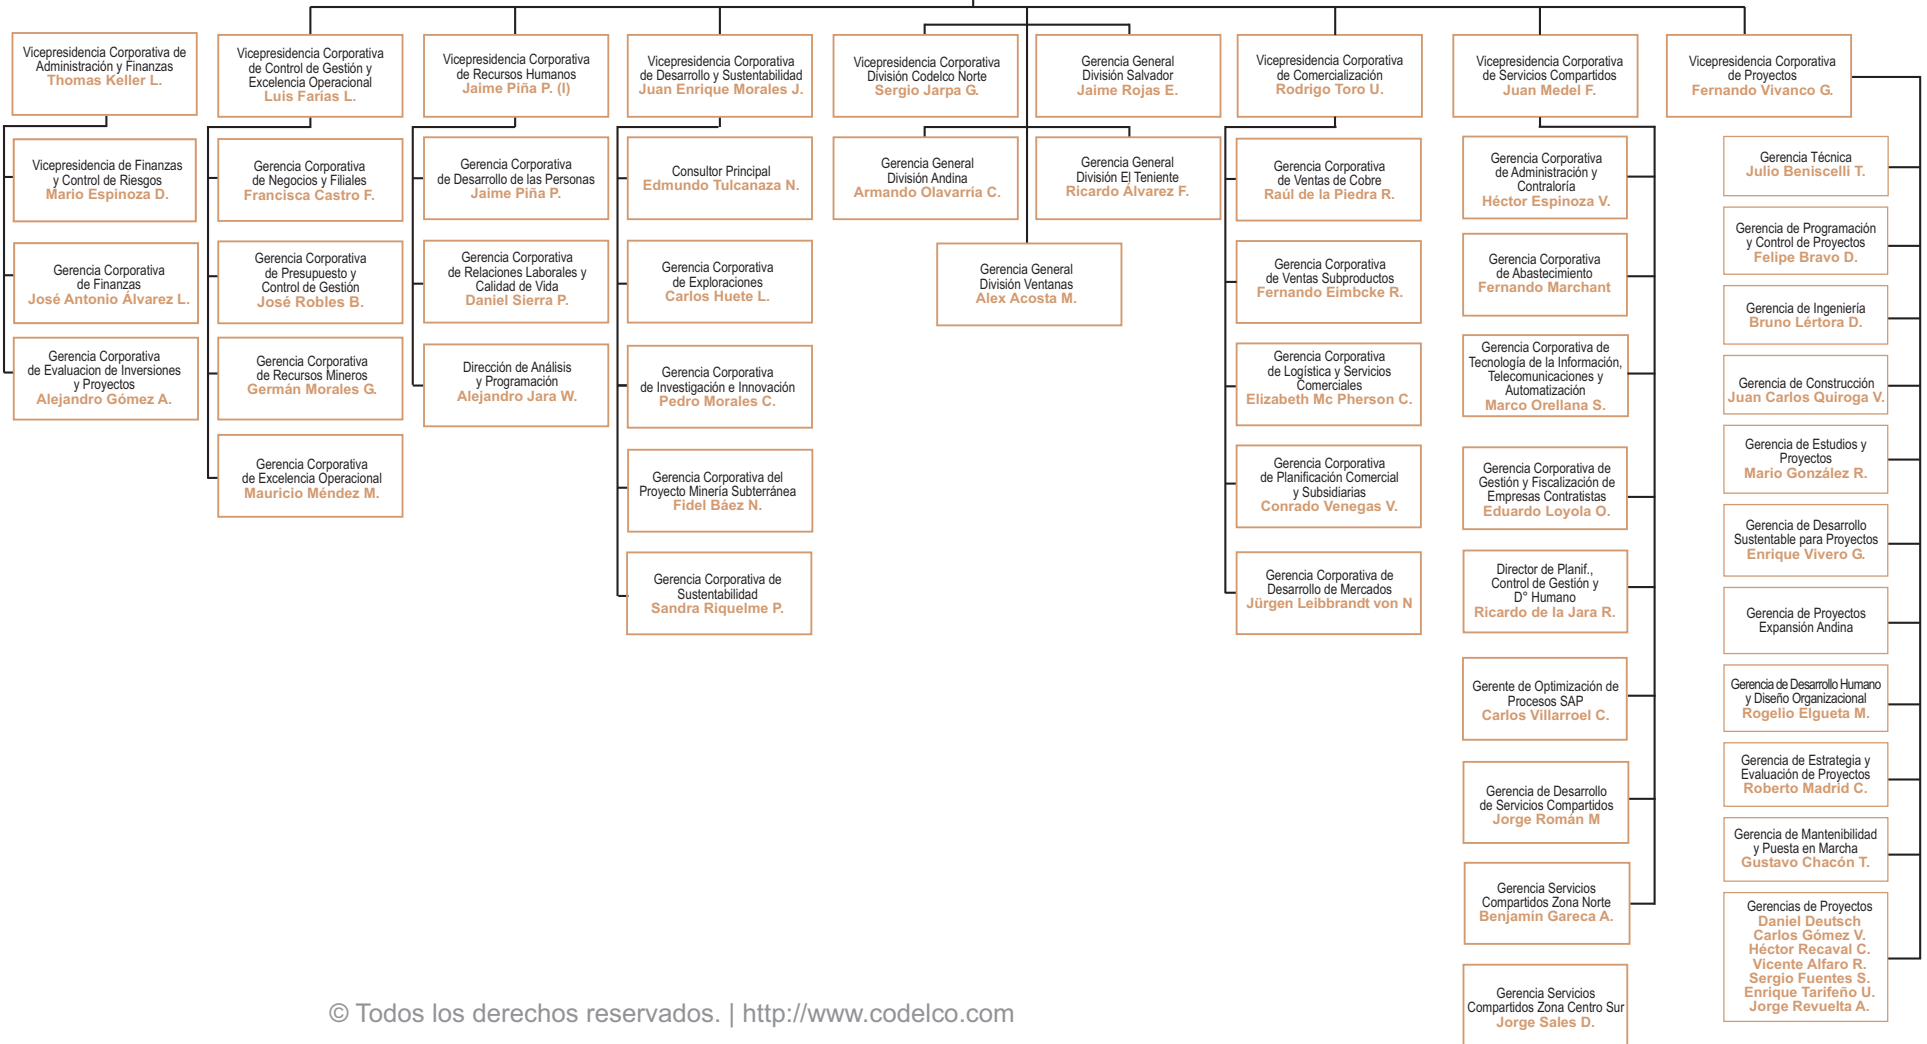 Vicepresidencia Corporativa de
Administración y Finanzas
Thomas Keller L.
Vicepresidencia de Finanzas
y Control de Riesgos
Mario Espinoza D.
Gerencia Corporativa
de Finanzas
José Antonio Álvarez L.
Gerencia Corporativa
de Evaluacion de Inversiones
y Proyectos
Alejandro Gómez A.
Vicepresidencia Corporativa
de Control de Gestión y
Excelencia Operacional
Luis Farías L.
Gerencia Corporativa
de Negocios y Filiales
Francisca Castro F.
Gerencia Corporativa
de Presupuesto y
Control de Gestión
José Robles B.
Gerencia Corporativa
de Recursos Mineros
Germán Morales G.
Gerencia Corporativa
de Excelencia Operacional
Mauricio Méndez M.
Vicepresidencia Corporativa
de Recursos Humanos
Jaime Piña P. (I)
Gerencia Corporativa
de Desarrollo de las Personas
Jaime Piña P.
Gerencia Corporativa
de Relaciones Laborales y
Calidad de Vida
Daniel Sierra P.
Dirección de Análisis
y Programación
Alejandro Jara W.
Vicepresidencia Corporativa
de Desarrollo y Sustentabilidad
Juan Enrique Morales J.
Consultor Principal
Edmundo Tulcanaza N.
Gerencia Corporativa
de Exploraciones
Carlos Huete L.
Gerencia Corporativa
de Investigación e Innovación
Pedro Morales C.
Gerencia Corporativa del
Proyecto Minería Subterránea
Fidel Báez N.
Gerencia Corporativa de
Sustentabilidad
Sandra Riquelme P.
Vicepresidencia Corporativa
División Codelco Norte
Sergio Jarpa G.
Gerencia General
División Salvador
Jaime Rojas E.
Gerencia General
División Andina
Armando Olavarría C.
Gerencia General
División El Teniente
Ricardo Álvarez F.
Gerencia General
División Ventanas
Alex Acosta M.
Vicepresidencia Corporativa
de Comercialización
Rodrigo Toro U.
Gerencia Corporativa
de Ventas de Cobre
Raúl de la Piedra R.
Gerencia Corporativa
de Ventas Subproductos
Fernando Eimbcke R.
Gerencia Corporativa
de Logística y Servicios
Comerciales
Elizabeth Mc Pherson C.
Gerencia Corporativa
de Planificación Comercial
y Subsidiarias
Conrado Venegas V.
Gerencia Corporativa de
Desarrollo de Mercados
Jürgen Leibbrandt von N
Vicepresidencia Corporativa
de Servicios Compartidos
Juan Medel F.
Gerencia Corporativa
de Administración y
Contraloría
Héctor Espinoza V.
Gerencia Corporativa
de Abastecimiento
Fernando Marchant
Gerencia Corporativa de
Tecnología de la Información,
Telecomunicaciones y
Automatización
Marco Orellana S.
Gerencia Corporativa de
Gestión y Fiscalización de
Empresas Contratistas
Eduardo Loyola O.
Director de Planif.,
Control de Gestión y
D° Humano
Ricardo de la Jara R.
Gerente de Optimización de
Procesos SAP
Carlos Villarroel C.
Gerencia de Desarrollo
de Servicios Compartidos
Jorge Román M
Gerencia Servicios
Compartidos Zona Norte
Benjamín Gareca A.
Gerencia Servicios
Compartidos Zona Centro Sur
Jorge Sales D.
Vicepresidencia Corporativa
de Proyectos
Fernando Vivanco G.
Gerencia Técnica
Julio Beniscelli T.
Gerencia de Programación
y Control de Proyectos
Felipe Bravo D.
Gerencia de Ingeniería
Bruno Lértora D.
Gerencia de Construcción
Juan Carlos Quiroga V.
Gerencia de Estudios y
Proyectos
Mario González R.
Gerencia de Desarrollo
Sustentable para Proyectos
Enrique Vivero G.
Gerencia de Proyectos
Expansión Andina
Gerencia de Desarrollo Humano
y Diseño Organizacional
Rogelio Elgueta M.
Gerencia de Estrategia y
Evaluación de Proyectos
Roberto Madrid C.
Gerencia de Mantenibilidad
y Puesta en Marcha
Gustavo Chacón T.
Gerencias de Proyectos
Daniel Deutsch
Carlos Gómez V.
Héctor Recaval C.
Vicente Alfaro R.
Sergio Fuentes S.
Enrique Tarifeño U.
Jorge Revuelta A.
© Todos los derechos reservados. | http://www.codelco.com